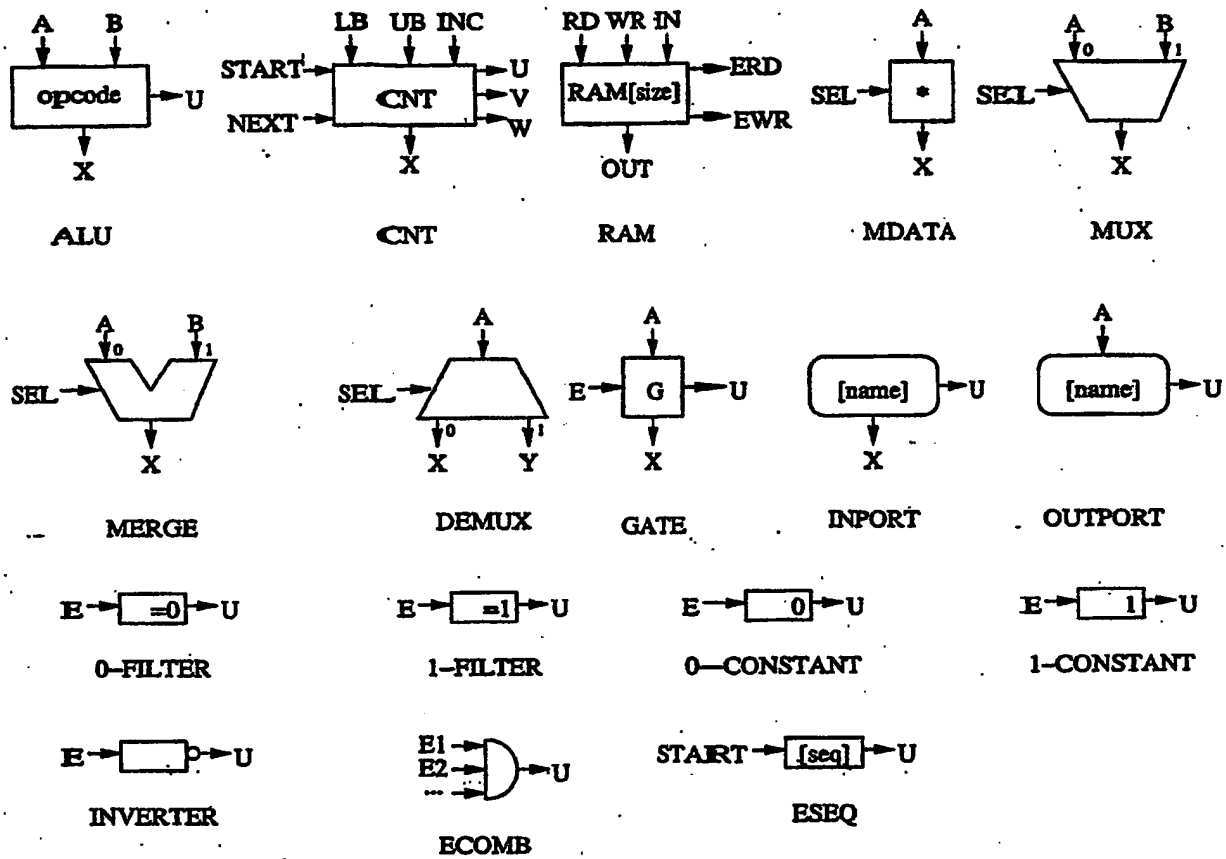 A B
opcode
U
X
ALU
LB UB INC
START
NEXT
CNT
U
V
W
X
CNT
RD WR IN
RAM[size]
ERD
EWR
OUT
RAM
A
SEL
*
X
MDATA
A B
0 1
SEL
X
MUX
A B
0 1
SEL
X
MERGE
A
SEL
0 1
X Y
DEMUX
A
E
G
U
X
GATE
[name]
U
X
INPORT
A
[name]
U
OUTPORT
E =0 U
0-FILTER
E =1 U
1-FILTER
E 0 U
0—CONSTANT
E 1 U
1-CONSTANT
E U
INVERTER
E1
E2
...
U
ECOMB
START [seq] U
ESEQ